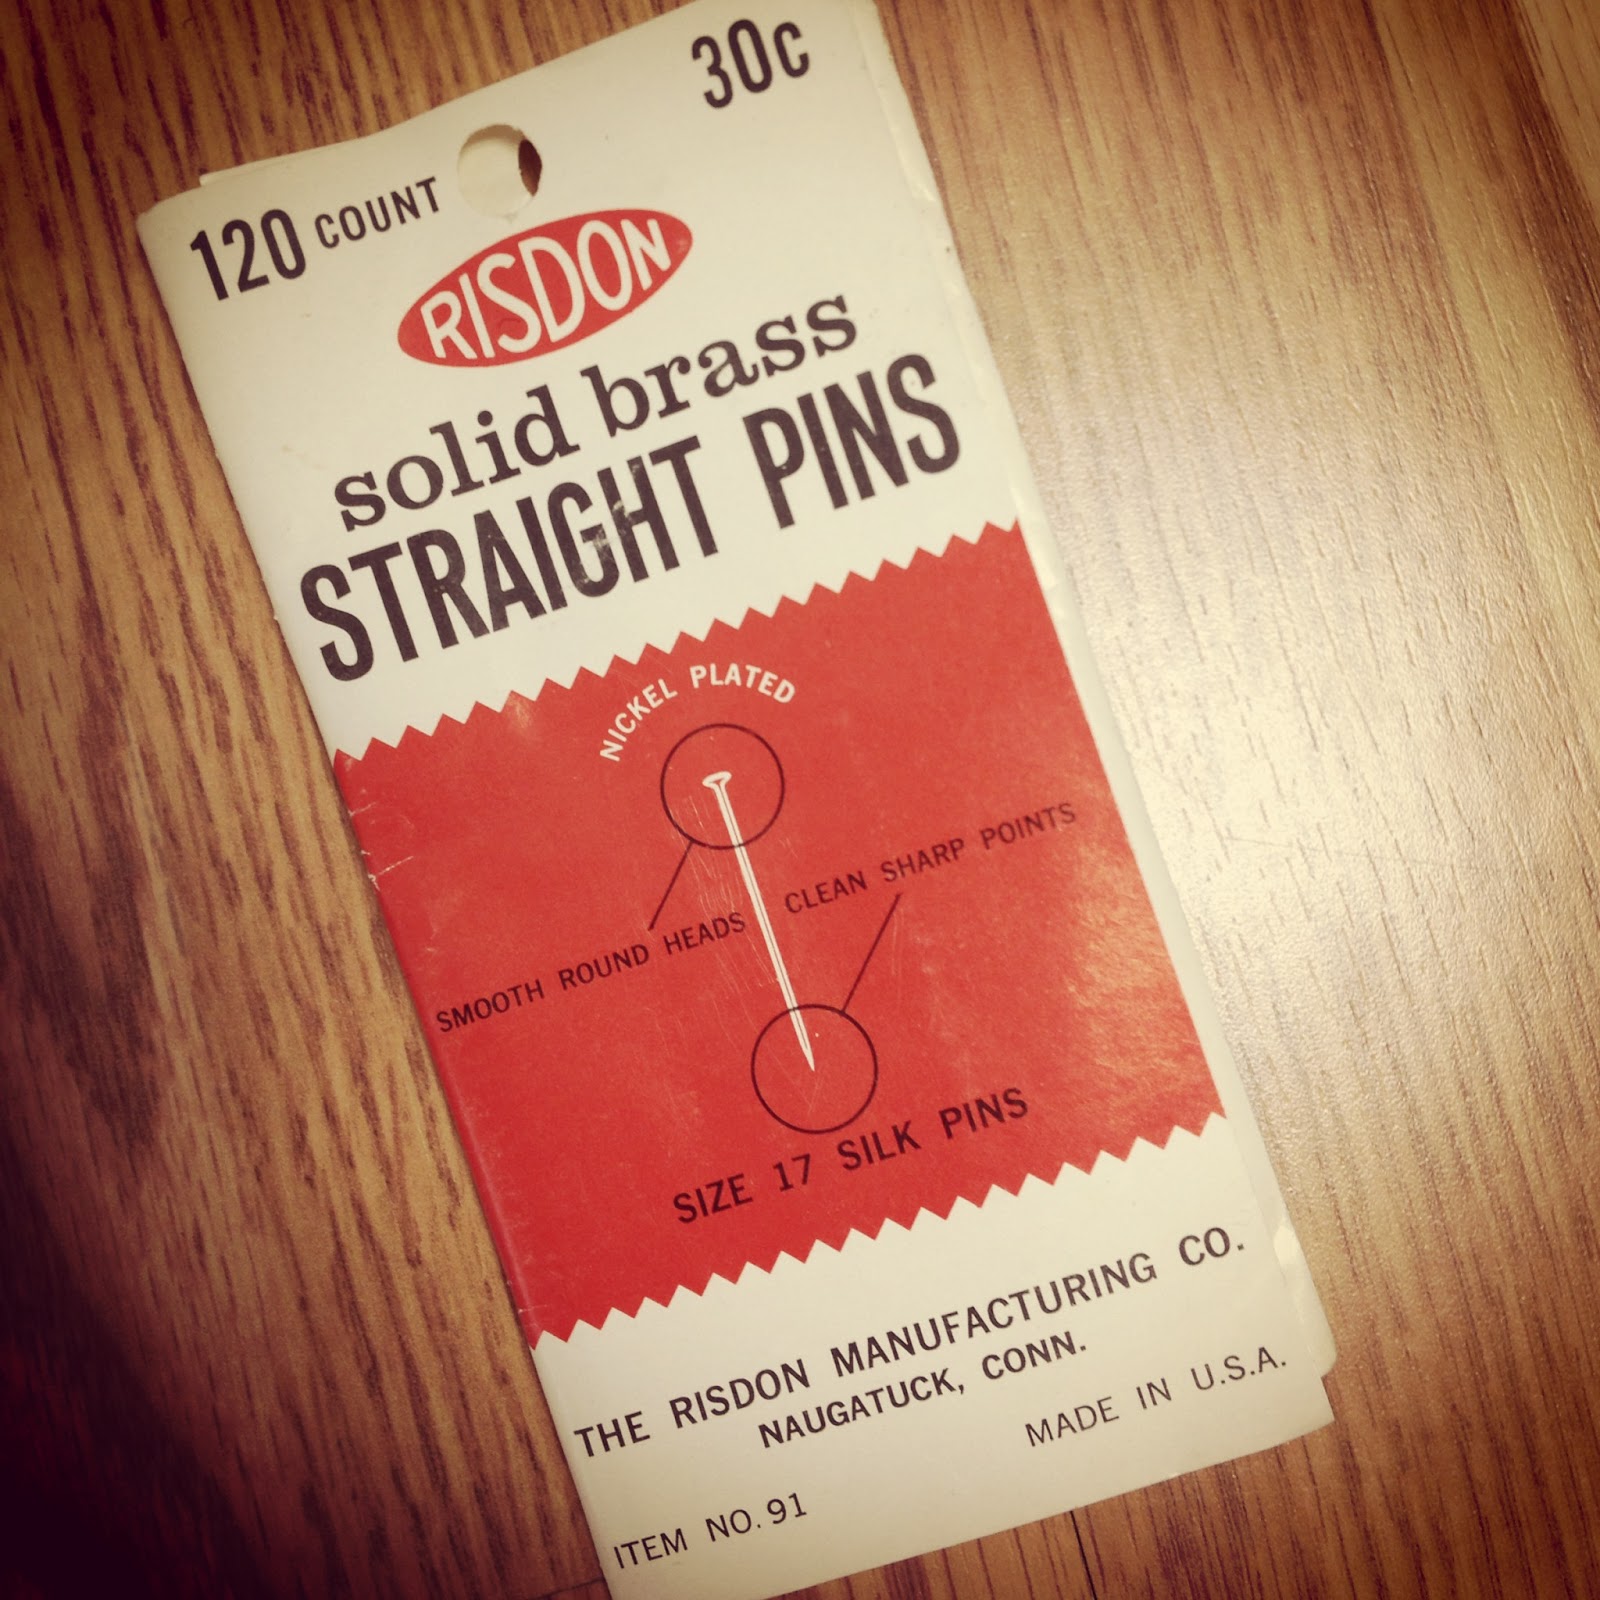 30c
120 COUNT
RISDON
solid brass
STRAIGHT PINS
NICKEL PLATED
CLEAN SHARP POINTS
SMOOTH ROUND HEADS
SIZE 17 SILK PINS
THE RISDON MANUFACTURING CO.
NAUGATUCK, CONN.
MADE IN U.S.A.
ITEM NO. 91